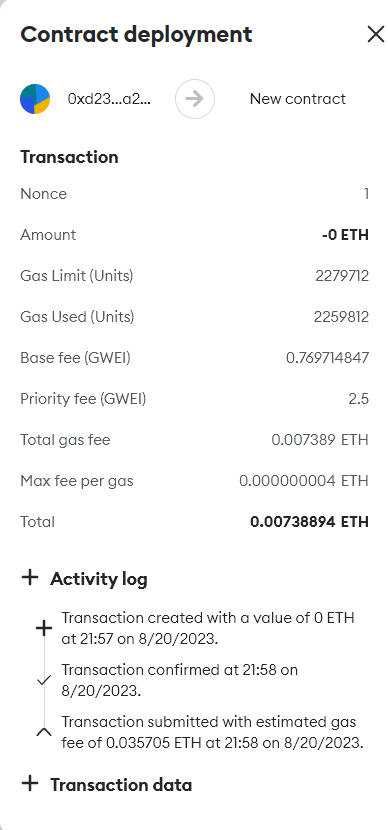 Contract deployment
0xd23...a2... New contract
Transaction
Nonce 1
Amount -0 ETH
Gas Limit (Units) 2279712
Gas Used (Units) 2259812
Base fee (GWEI) 0.769714847
Priority fee (GWEI) 2.5
Total gas fee 0.007389 ETH
Max fee per gas 0.000000004 ETH
Total 0.00738894 ETH
Activity log
Transaction created with a value of 0 ETH
at 21:57 on 8/20/2023.
Transaction confirmed at 21:58 on
8/20/2023.
Transaction submitted with estimated gas
fee of 0.035705 ETH at 21:58 on 8/20/2023.
Transaction data